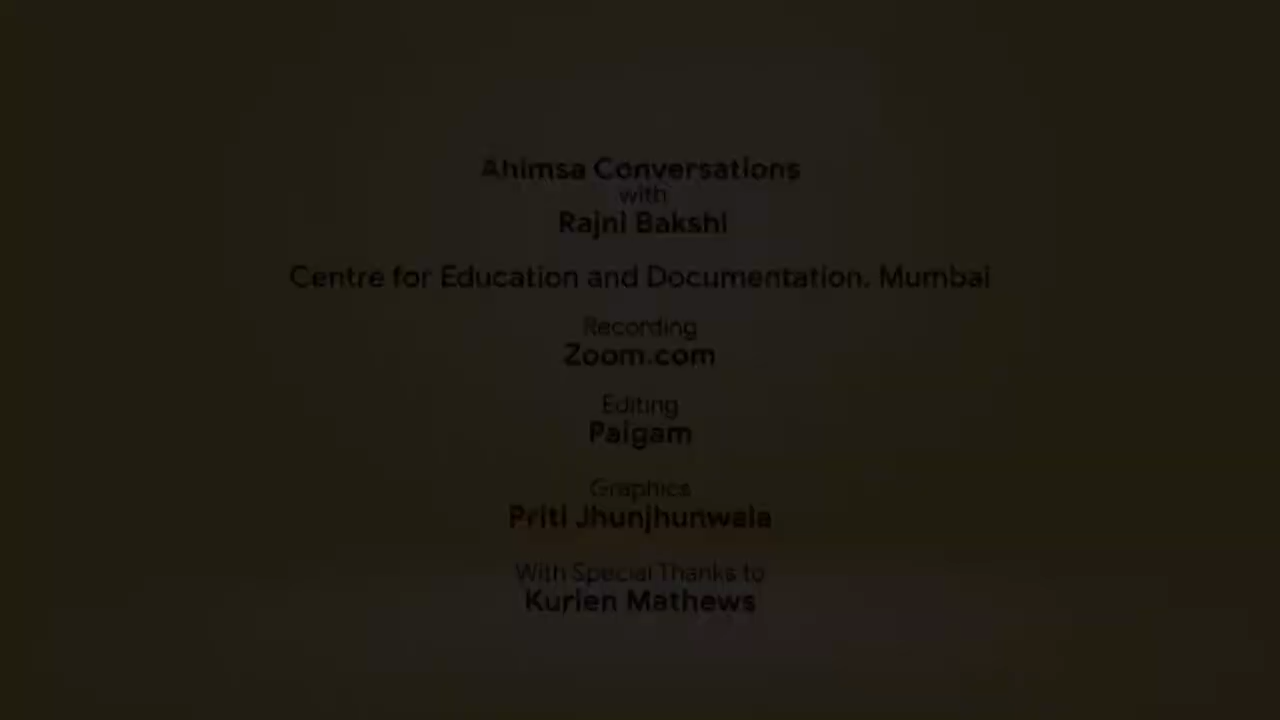 Ahimsa Conversations
with
Rajni Bakshi
Centre for Education and Documentation, Mumbai
Recording
Zoom.com
Editing
Paigam
Graphics
Priti Jhunjhunwala
With Special Thanks to
Kurien Mathews